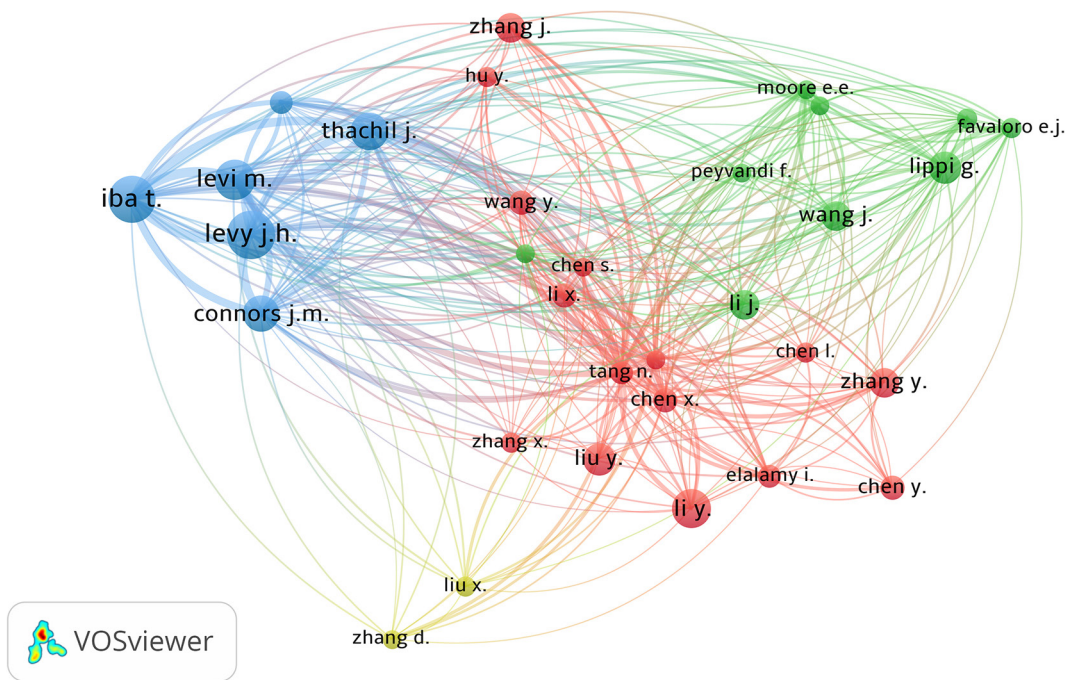 zhang j.
hu y.
moore e.e.
thachil j.
favaloro e.j.
lippi g.
peyvandi f.
levi m.
iba t.
wang y.
wang j.
levy j.h.
chen s.
li x.
li j.
connors j.m.
chen l.
tang n.
zhang y.
chen x.
zhang x.
liu y.
elalamy i.
chen y.
li y.
liu x.
zhang d.
VOSviewer